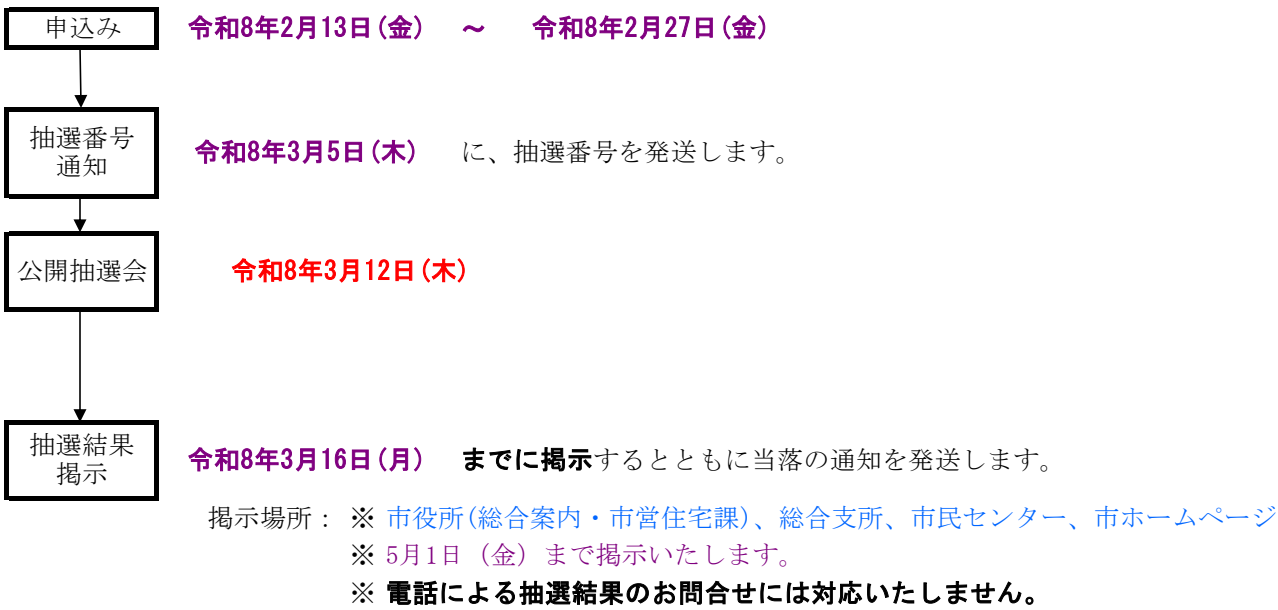 申込み　令和8年2月13日(金)　～　令和8年2月27日(金)
抽選番号
通知
令和8年3月5日(木)　に、抽選番号を発送します。
公開抽選会　令和8年3月12日(木)
抽選結果
掲示
令和8年3月16日(月)　までに掲示するとともに当落の通知を発送します。
掲示場所：※ 市役所(総合案内・市営住宅課)、総合支所、市民センター、市ホームページ
※ 5月1日（金）まで掲示いたします。
※ 電話による抽選結果のお問合せには対応いたしません。